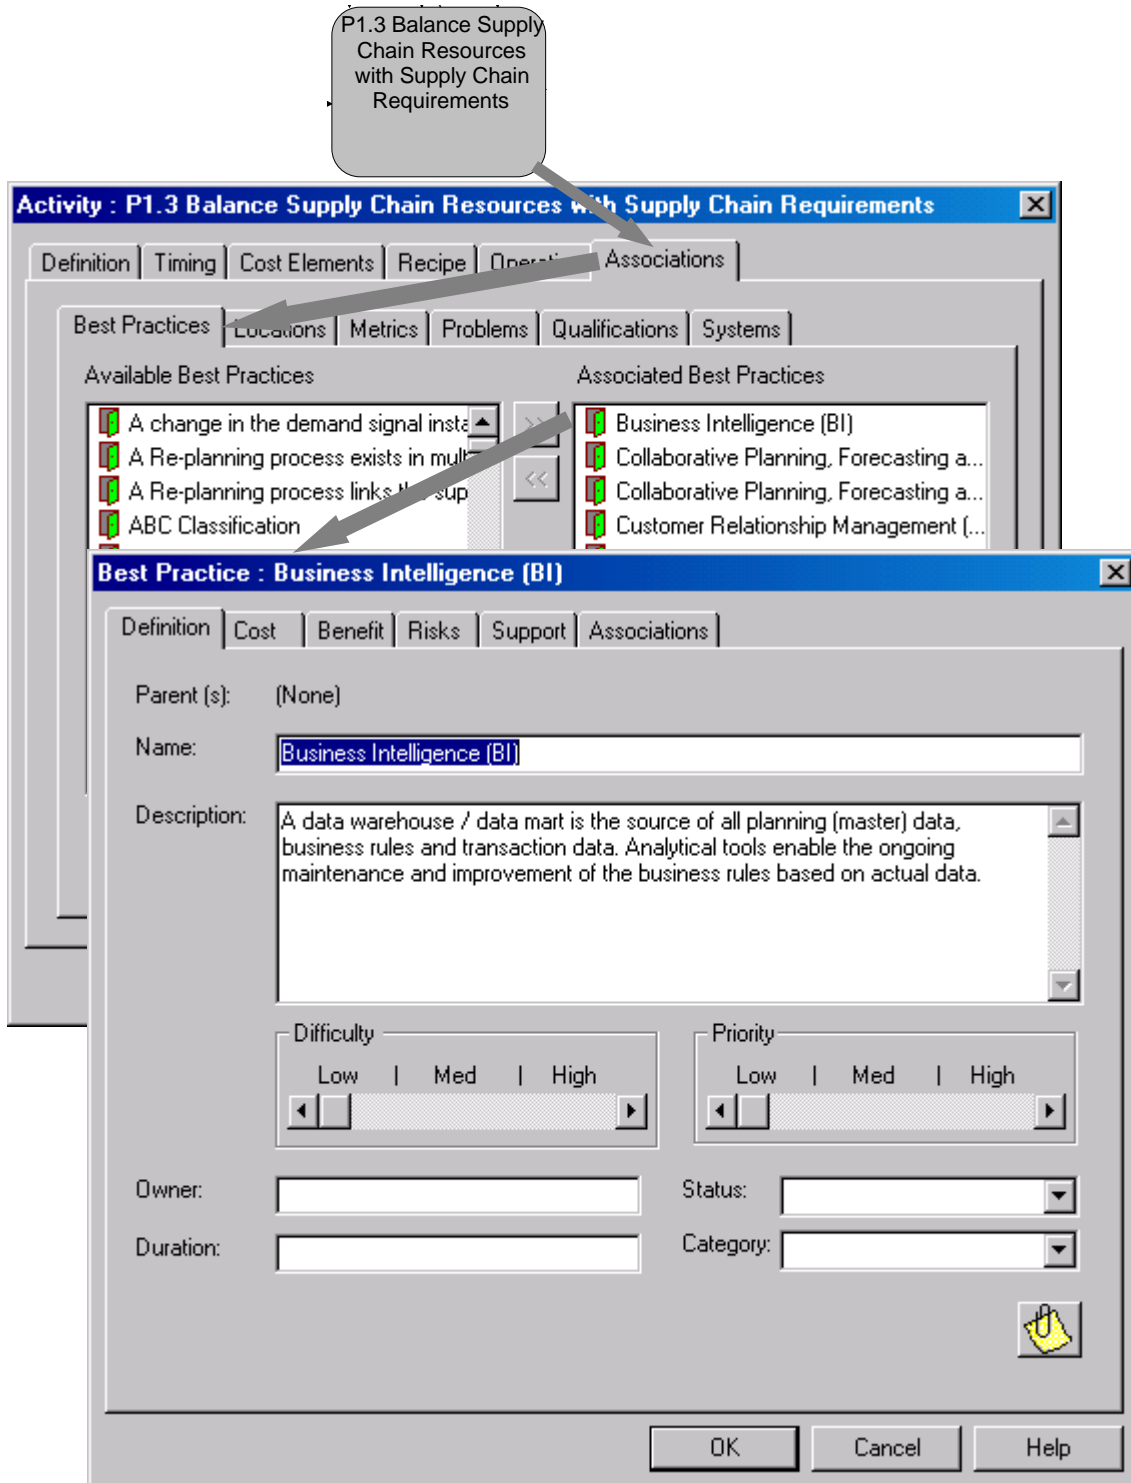 P1.3 Balance Supply
Chain Resources
with Supply Chain
Requirements
Activity : P1.3 Balance Supply Chain Resources with Supply Chain Requirements
Definition Timing Cost Elements Recipe Associations
Best Practices Locations Metrics Problems Qualifications Systems
Available Best Practices Associated Best Practices
A change in the demand signal insta >> Business Intelligence (BI)
A Re-planning process exists in mult Collaborative Planning, Forecasting a...
A Re-planning process links the sup << Collaborative Planning, Forecasting a...
ABC Classification Customer Relationship Management (...
Best Practice : Business Intelligence (BI)
Definition Cost Benefit Risks Support Associations
Parent (s): (None)
Name: Business Intelligence (BI)
Description: A data warehouse / data mart is the source of all planning (master) data,
business rules and transaction data. Analytical tools enable the ongoing
maintenance and improvement of the business rules based on actual data.
Difficulty Priority
Low | Med | High Low | Med | High
Owner: Status:
Duration: Category:
OK Cancel Help